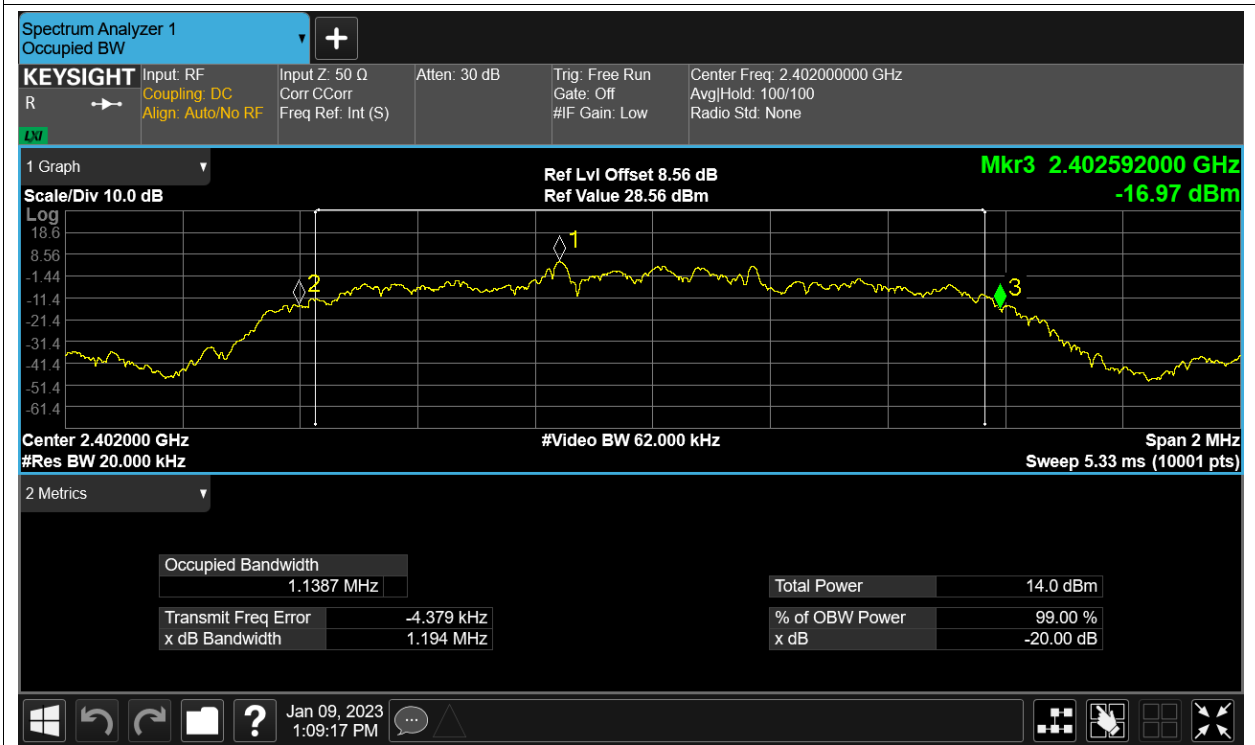 Spectrum Analyzer 1
Occupied BW
KEYSIGHT
R
LXI
Input: RF
Coupling: DC
Align: Auto/No RF
Input Z: 50 Ω
Corr CCorr
Freq Ref: Int (S)
Atten: 30 dB
Trig: Free Run
Gate: Off
#IF Gain: Low
Center Freq: 2.402000000 GHz
Avg|Hold: 100/100
Radio Std: None
1 Graph
Scale/Div 10.0 dB
Ref Lvl Offset 8.56 dB
Ref Value 28.56 dBm
Mkr3 2.402592000 GHz
-16.97 dBm
Log
18.6
8.56
-1.44
-11.4
-21.4
-31.4
-41.4
-51.4
-61.4
1
2
3
Center 2.402000 GHz
#Res BW 20.000 kHz
#Video BW 62.000 kHz
Span 2 MHz
Sweep 5.33 ms (10001 pts)
2 Metrics
Occupied Bandwidth
1.1387 MHz
Transmit Freq Error -4.379 kHz
x dB Bandwidth 1.194 MHz
Total Power 14.0 dBm
% of OBW Power 99.00 %
x dB -20.00 dB
?
Jan 09, 2023
1:09:17 PM